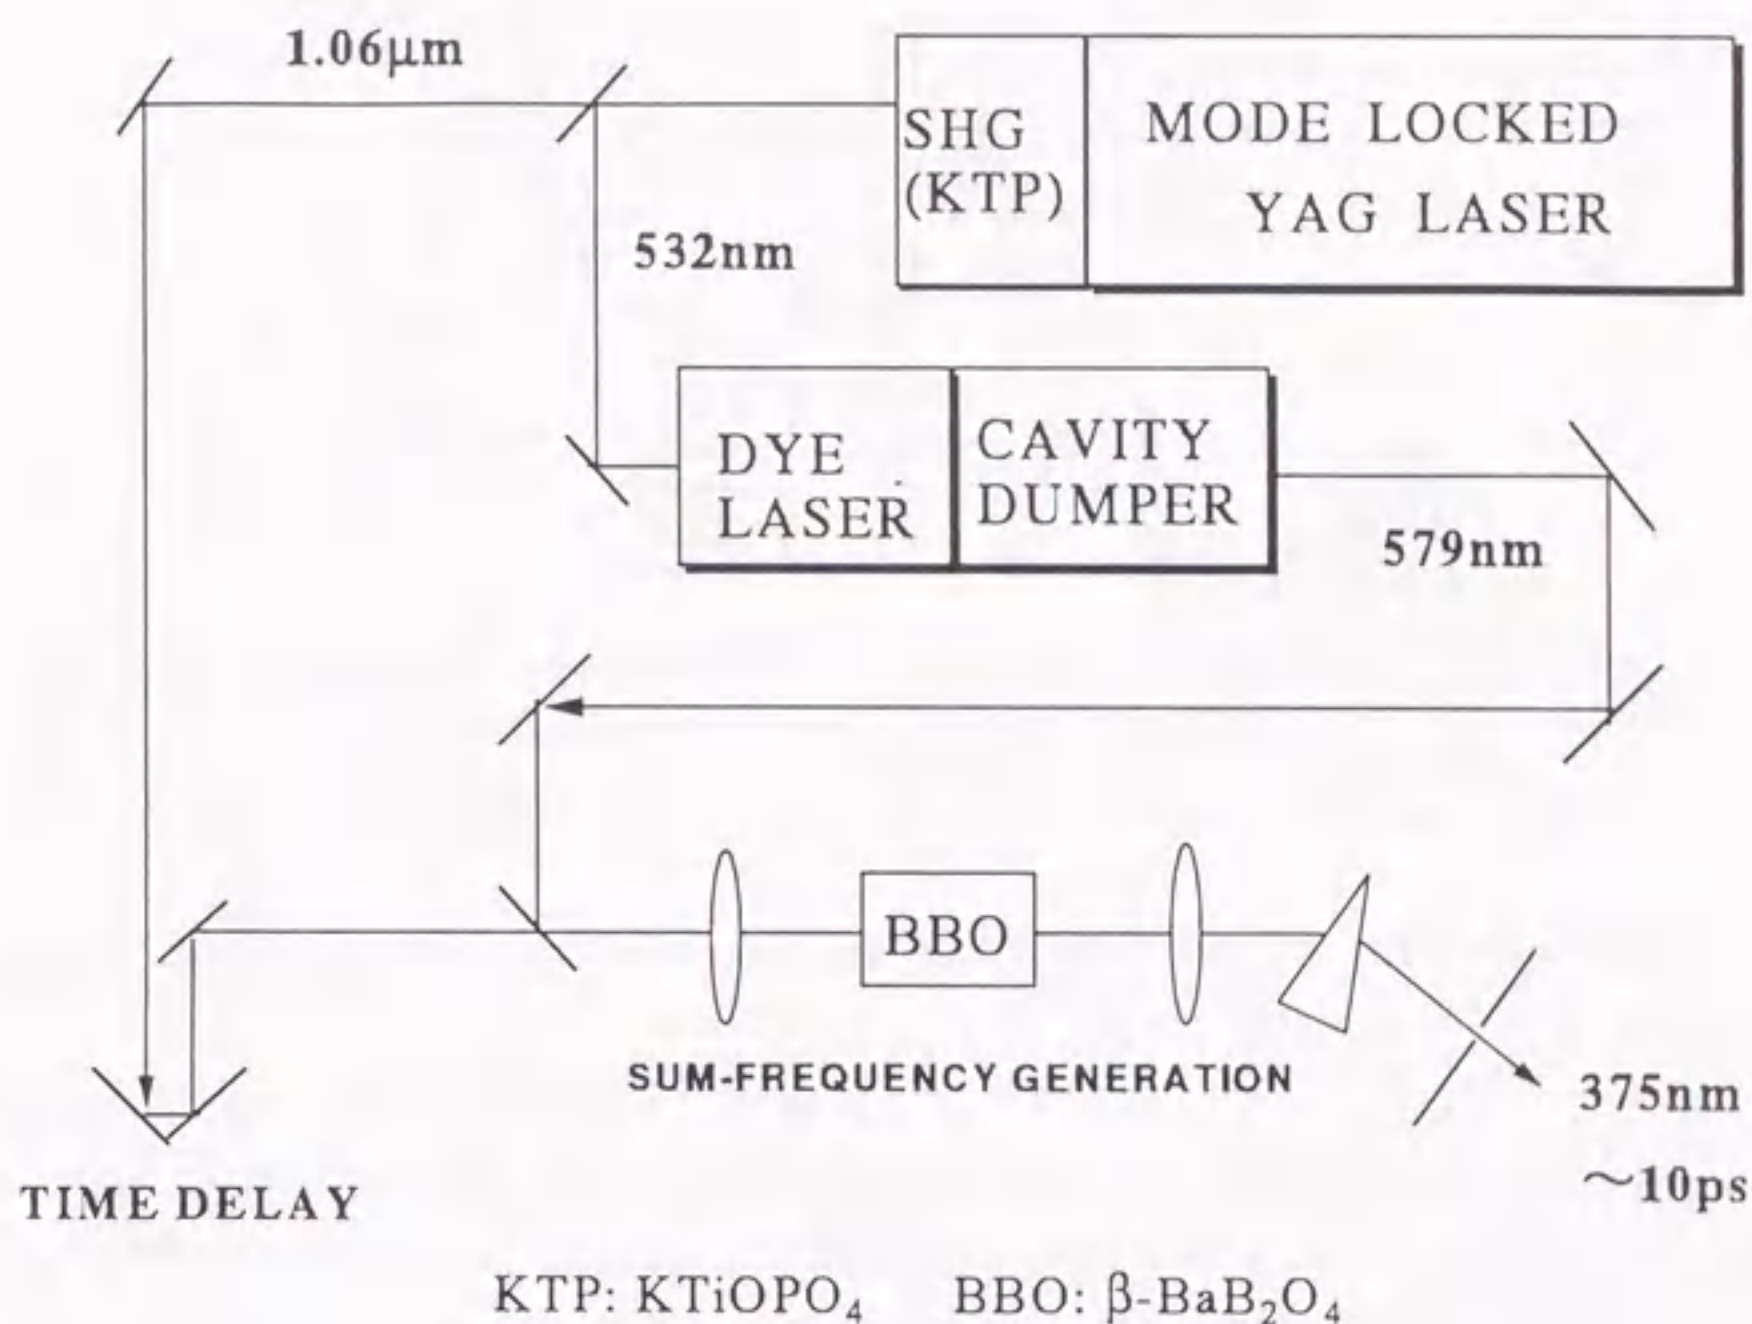 1.06μm
SHG
(KTP)
MODE LOCKED
YAG LASER
532nm
DYE
LASER
CAVITY
DUMPER
579nm
BBO
SUM-FREQUENCY GENERATION
375nm
～10ps
TIME DELAY
KTP: KTiOPO₄ BBO: β-BaB₂O₄